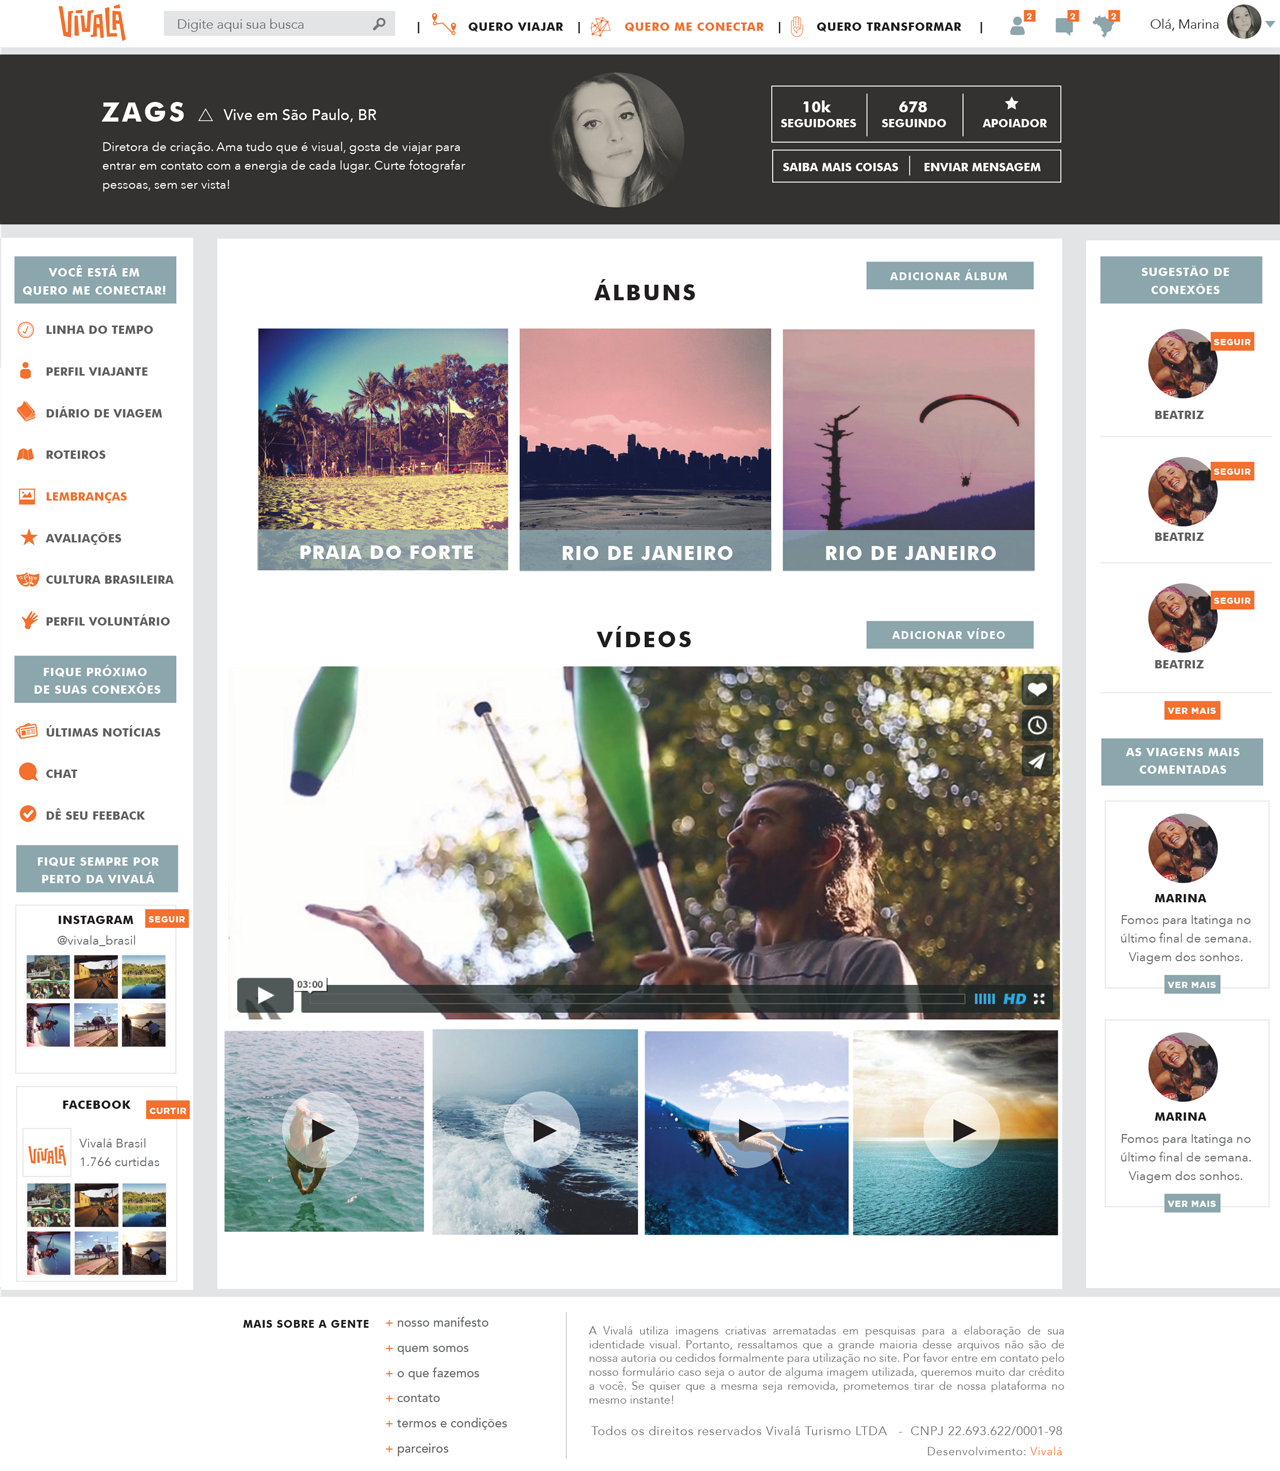 VIVALÁ
Digite aqui sua busca
| QUERO VIAJAR | QUERO ME CONECTAR | QUERO TRANSFORMAR |
2 2 2
Olá, Marina
ZAGS Vive em São Paulo, BR
Diretora de criação. Ama tudo que é visual, gosta de viajar para
entrar em contato com a energia de cada lugar. Curte fotografar
pessoas, sem ser vista!
10k
SEGUIDORES
678
SEGUINDO
APOIADOR
SAIBA MAIS COISAS | ENVIAR MENSAGEM
VOCÊ ESTÁ EM
QUERO ME CONECTAR!
LINHA DO TEMPO
PERFIL VIAJANTE
DIÁRIO DE VIAGEM
ROTEIROS
LEMBRANÇAS
AVALIAÇÕES
CULTURA BRASILEIRA
PERFIL VOLUNTÁRIO
FIQUE PRÓXIMO
DE SUAS CONEXÕES
ÚLTIMAS NOTÍCIAS
CHAT
DÊ SEU FEEBACK
FIQUE SEMPRE POR
PERTO DA VIVALÁ
INSTAGRAM
SEGUIR
@vivala_brasil
FACEBOOK
CURTIR
VIVALÁ
Vivalá Brasil
1.766 curtidas
ÁLBUNS
ADICIONAR ÁLBUM
PRAIA DO FORTE
RIO DE JANEIRO
RIO DE JANEIRO
VÍDEOS
ADICIONAR VÍDEO
03:00
HD
SUGESTÃO DE
CONEXÕES
SEGUIR
BEATRIZ
SEGUIR
BEATRIZ
SEGUIR
BEATRIZ
VER MAIS
AS VIAGENS MAIS
COMENTADAS
MARINA
Fomos para Itatinga no
último final de semana.
Viagem dos sonhos.
VER MAIS
MARINA
Fomos para Itatinga no
último final de semana.
Viagem dos sonhos.
VER MAIS
MAIS SOBRE A GENTE
+ nosso manifesto
+ quem somos
+ o que fazemos
+ contato
+ termos e condições
+ parceiros
A Vivalá utiliza imagens criativas arrematadas em pesquisas para a elaboração de sua
identidade visual. Portanto, ressaltamos que a grande maioria desse arquivos não são de
nossa autoria ou cedidos formalmente para utilização no site. Por favor entre em contato pelo
nosso formulário caso seja o autor de alguma imagem utilizada, queremos muito dar crédito
a você. Se quiser que a mesma seja removida, prometemos tirar de nossa plataforma no
mesmo instante!
Todos os direitos reservados Vivalá Turismo LTDA - CNPJ 22.693.622/0001-98
Desenvolvimento: Vivalá